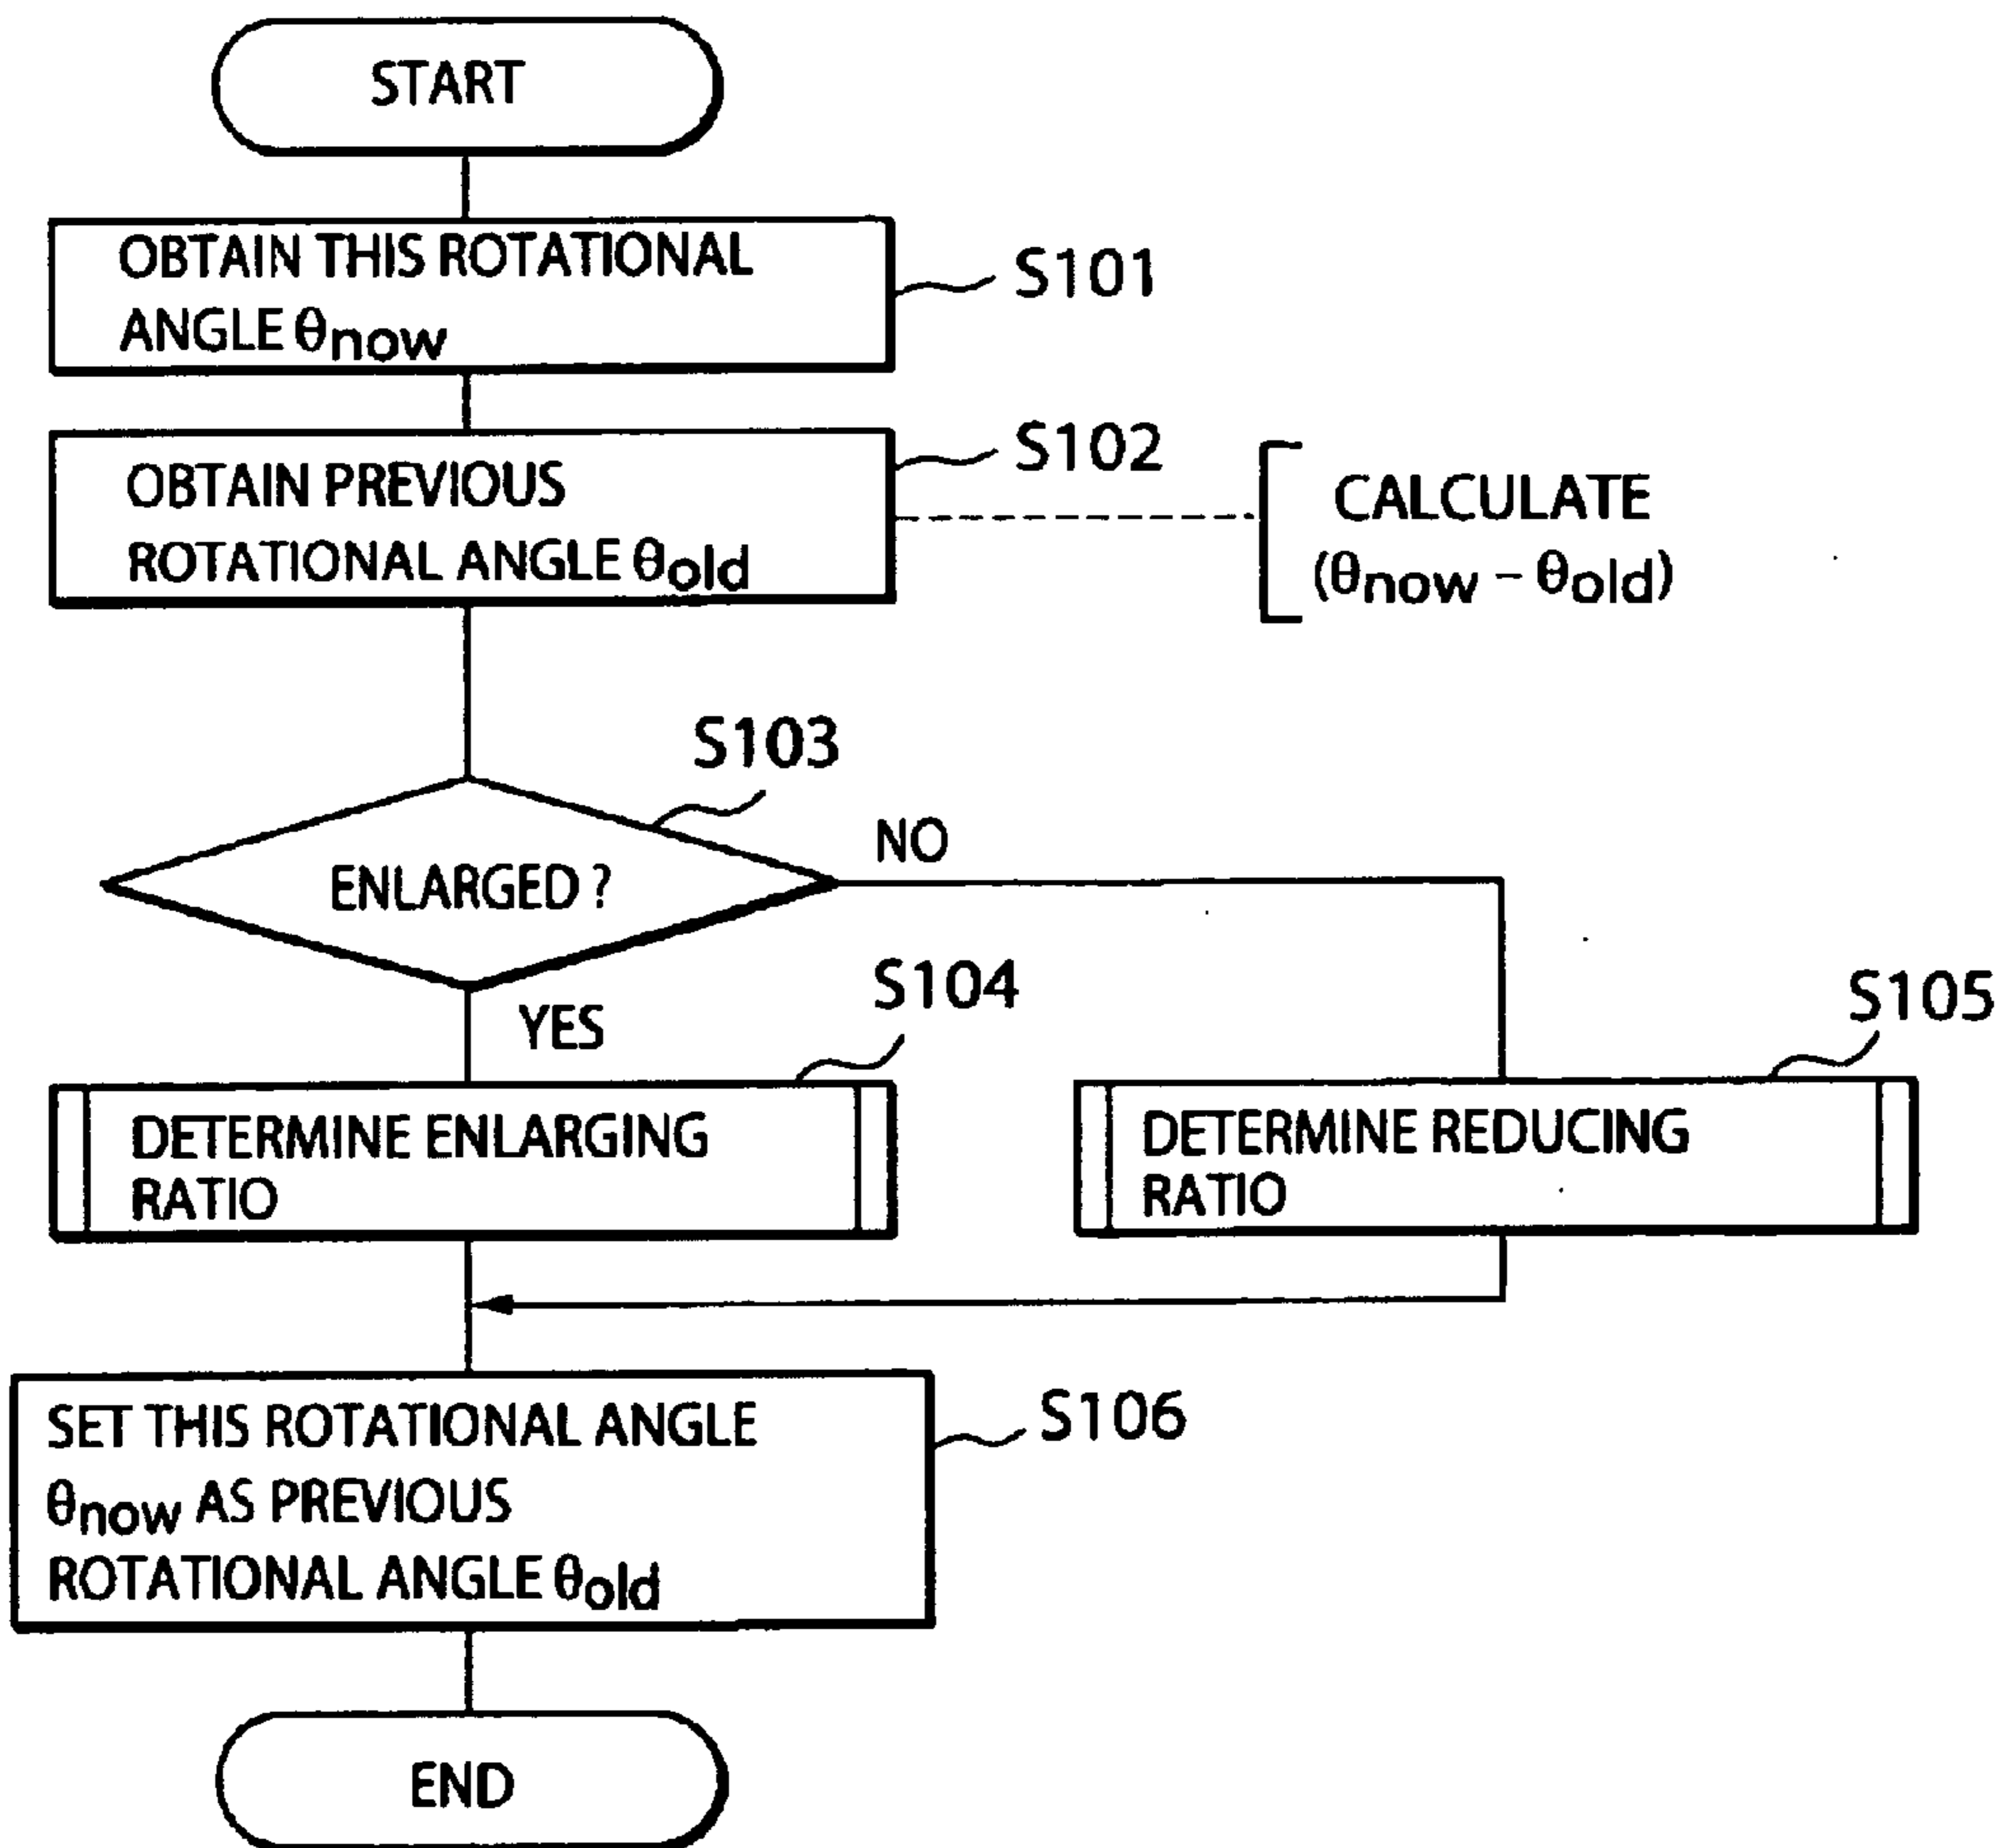 START
OBTAIN THIS ROTATIONAL
ANGLE θnow
S101
OBTAIN PREVIOUS
ROTATIONAL ANGLE θold
S102
CALCULATE
(θnow – θold)
S103
ENLARGED ?
NO
YES
S104
DETERMINE ENLARGING
RATIO
S105
DETERMINE REDUCING
RATIO
SET THIS ROTATIONAL ANGLE
θnow AS PREVIOUS
ROTATIONAL ANGLE θold
S106
END